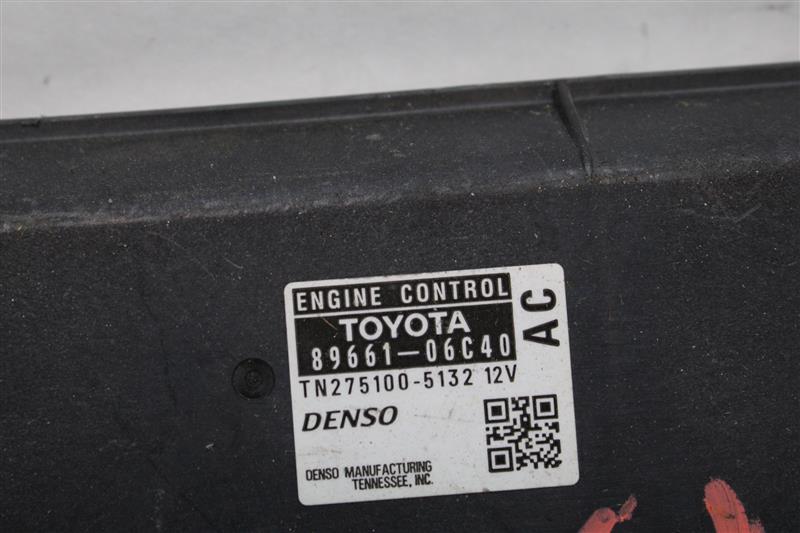 ENGINE CONTROL
TOYOTA
89661-06C40
AC
TN275100-5132 12V
DENSO
DENSO MANUFACTURING
TENNESSEE, INC.